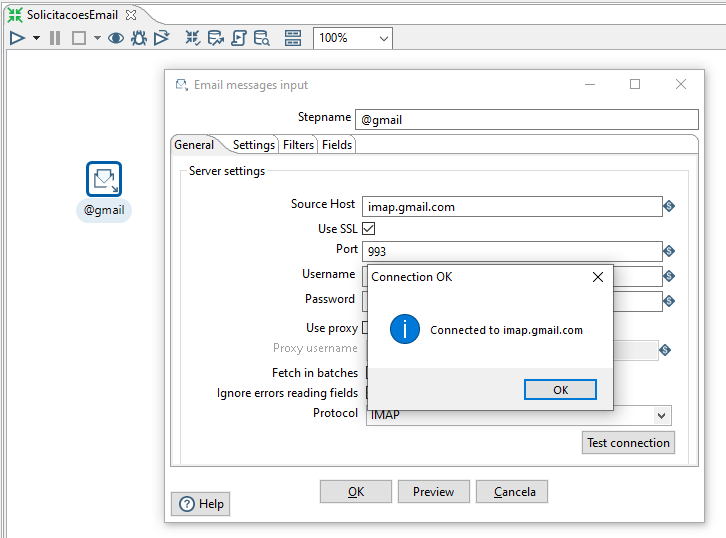 SolicitacoesEmail
100%
@gmail
Email messages input
Stepname @gmail
General Settings Filters Fields
Server settings
Source Host imap.gmail.com
Use SSL
Port 993
Username
Password
Use proxy
Proxy username
Fetch in batches
Ignore errors reading fields
Protocol IMAP
Connection OK
Connected to imap.gmail.com
OK
Test connection
OK Preview Cancela
Help